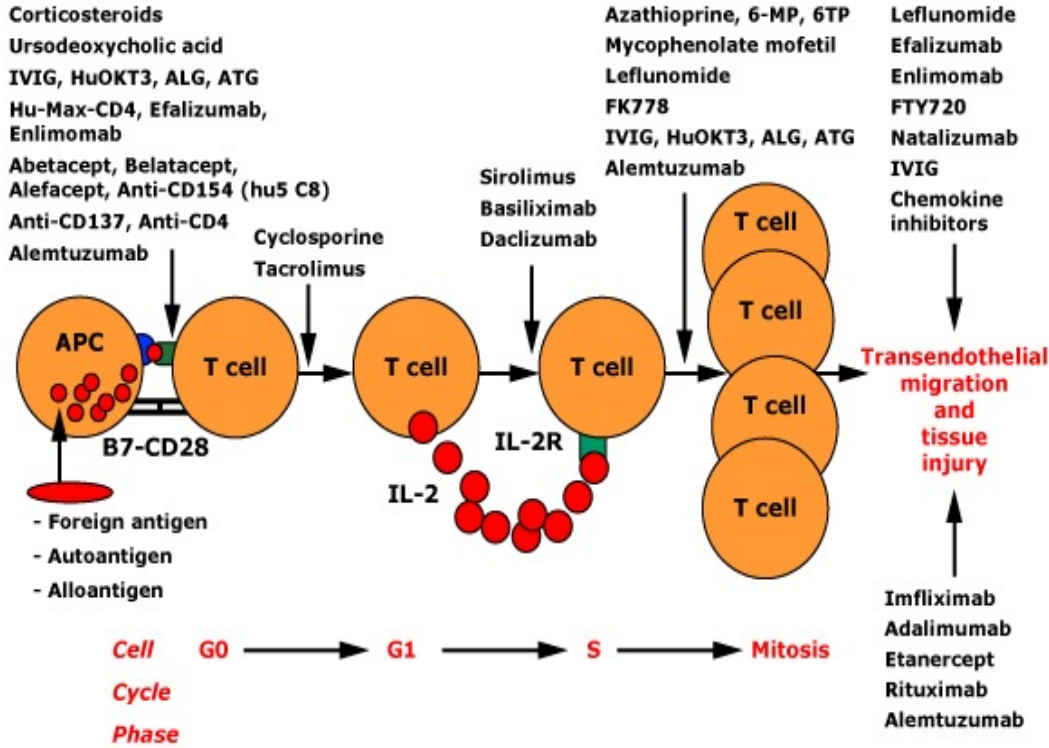 Corticosteroids
Ursodeoxycholic acid
IVIG, HuOKT3, ALG, ATG
Hu-Max-CD4, Efalizumab,
Enlimomab
Abetacept, Belatacept,
Alefacept, Anti-CD154 (hu5 C8)
Anti-CD137, Anti-CD4
Alemtuzumab
Cyclosporine
Tacrolimus
Sirolimus
Basiliximab
Daclizumab
Azathioprine, 6-MP, 6TP
Mycophenolate mofetil
Leflunomide
FK778
IVIG, HuOKT3, ALG, ATG
Alemtuzumab
Leflunomide
Efalizumab
Enlimomab
FTY720
Natalizumab
IVIG
Chemokine
inhibitors
APC
T cell
T cell
T cell
T cell
T cell
T cell
T cell
B7-CD28
IL-2
IL-2R
Transendothelial
migration
and
tissue
injury
- Foreign antigen
- Autoantigen
- Alloantigen
Imfliximab
Adalimumab
Etanercept
Rituximab
Alemtuzumab
Cell
Cycle
Phase
G0
G1
S
Mitosis